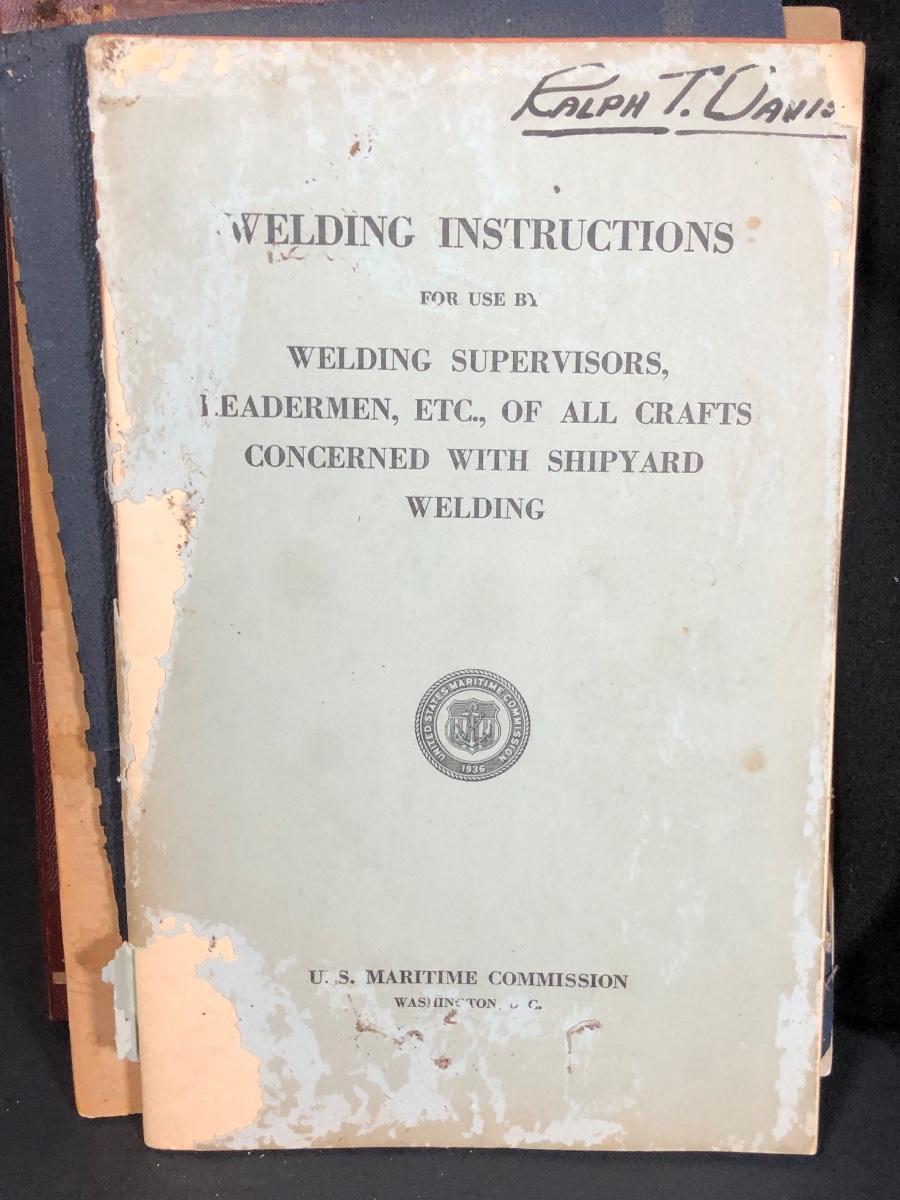 RALPH T. DAVIS
WELDING INSTRUCTIONS
FOR USE BY
WELDING SUPERVISORS,
LEADERMEN, ETC., OF ALL CRAFTS
CONCERNED WITH SHIPYARD
WELDING
UNITED STATES MARITIME COMMISSION
1936
U. S. MARITIME COMMISSION
WASHINGTON, D. C.